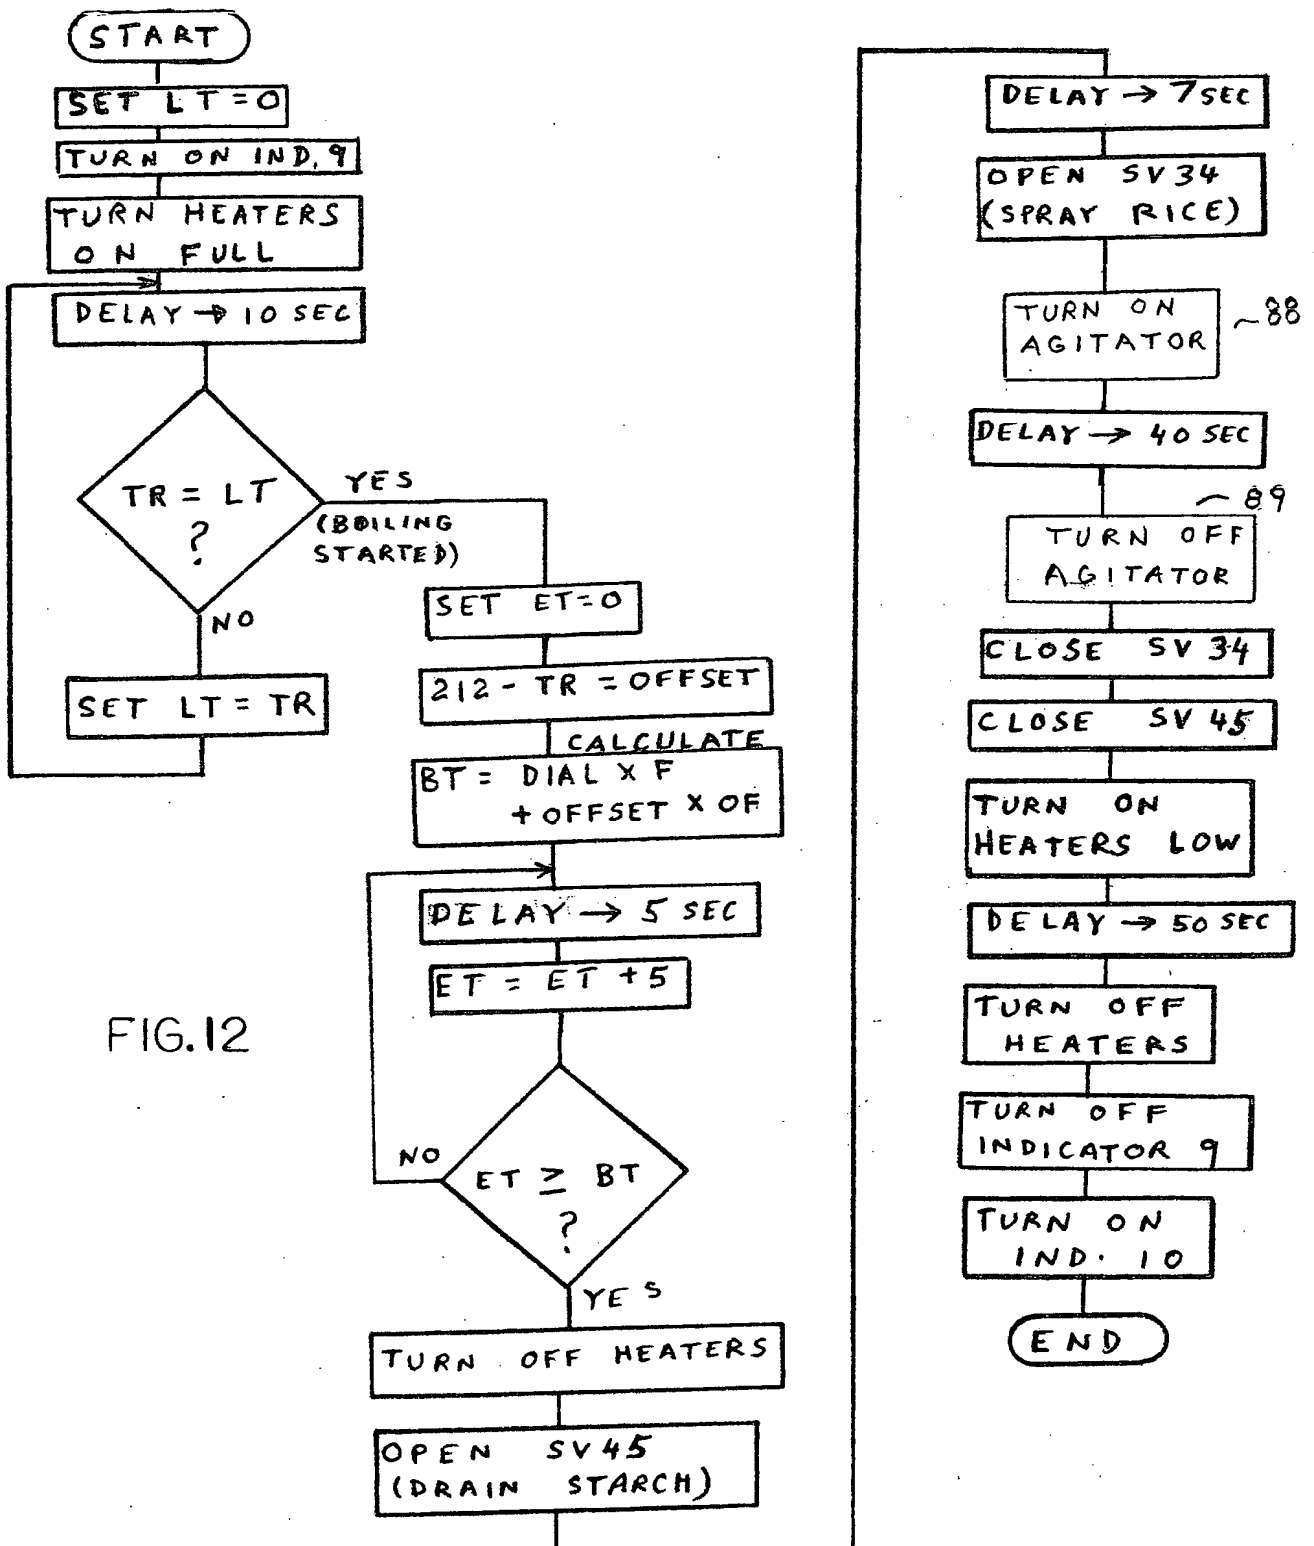 START
SET LT=0
TURN ON IND. 9
TURN HEATERS
ON FULL
DELAY → 10 SEC
TR = LT
?
YES
(BOILING
STARTED)
NO
SET LT = TR
SET ET=0
212 - TR = OFFSET
CALCULATE
BT = DIAL X F
+ OFFSET X OF
DELAY → 5 SEC
ET = ET +5
ET ≥ BT
?
NO
YES
TURN OFF HEATERS
OPEN SV45
(DRAIN STARCH)
FIG.12
DELAY → 7 SEC
OPEN SV34
(SPRAY RICE)
TURN ON
AGITATOR
~88
DELAY → 40 SEC
~89
TURN OFF
AGITATOR
CLOSE SV 34
CLOSE SV 45
TURN ON
HEATERS LOW
DELAY → 50 SEC
TURN OFF
HEATERS
TURN OFF
INDICATOR 9
TURN ON
IND. 10
END